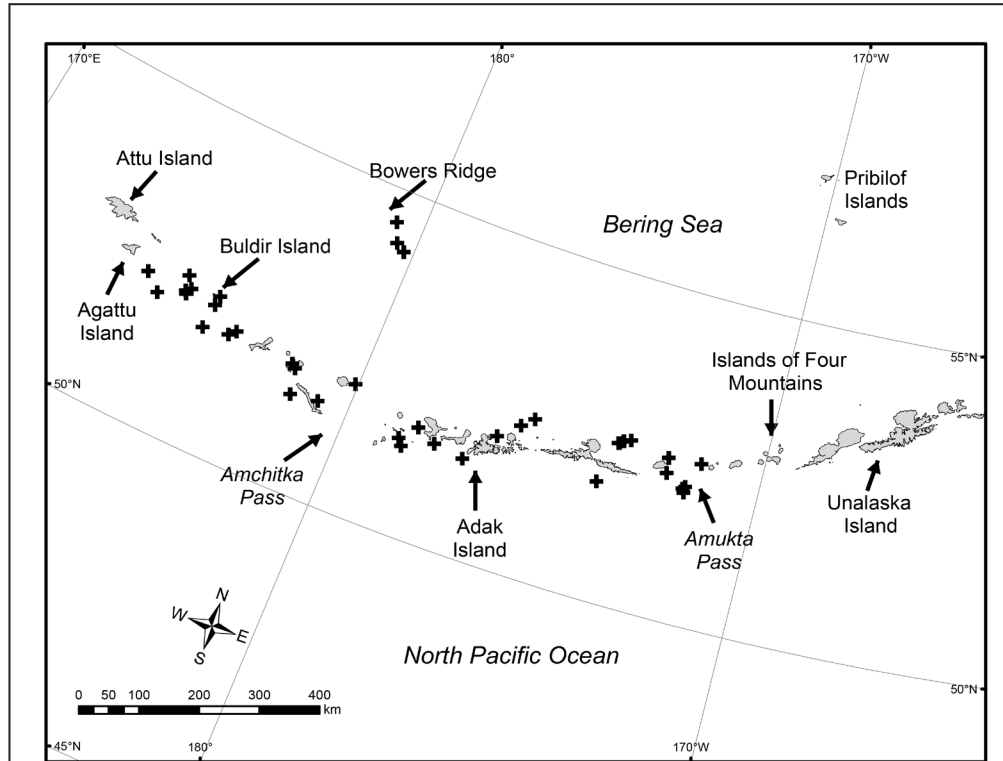 170°E
180°
170°W
Attu Island
Bowers Ridge
Pribilof
Islands
Bering Sea
Buldir Island
Agattu
Island
55°N
Islands of Four
Mountains
50°N
Amchitka
Pass
Adak
Island
Amukta
Pass
Unalaska
Island
N
W
E
S
North Pacific Ocean
0 50 100 200 300 400
km
50°N
45°N
180°
170°W